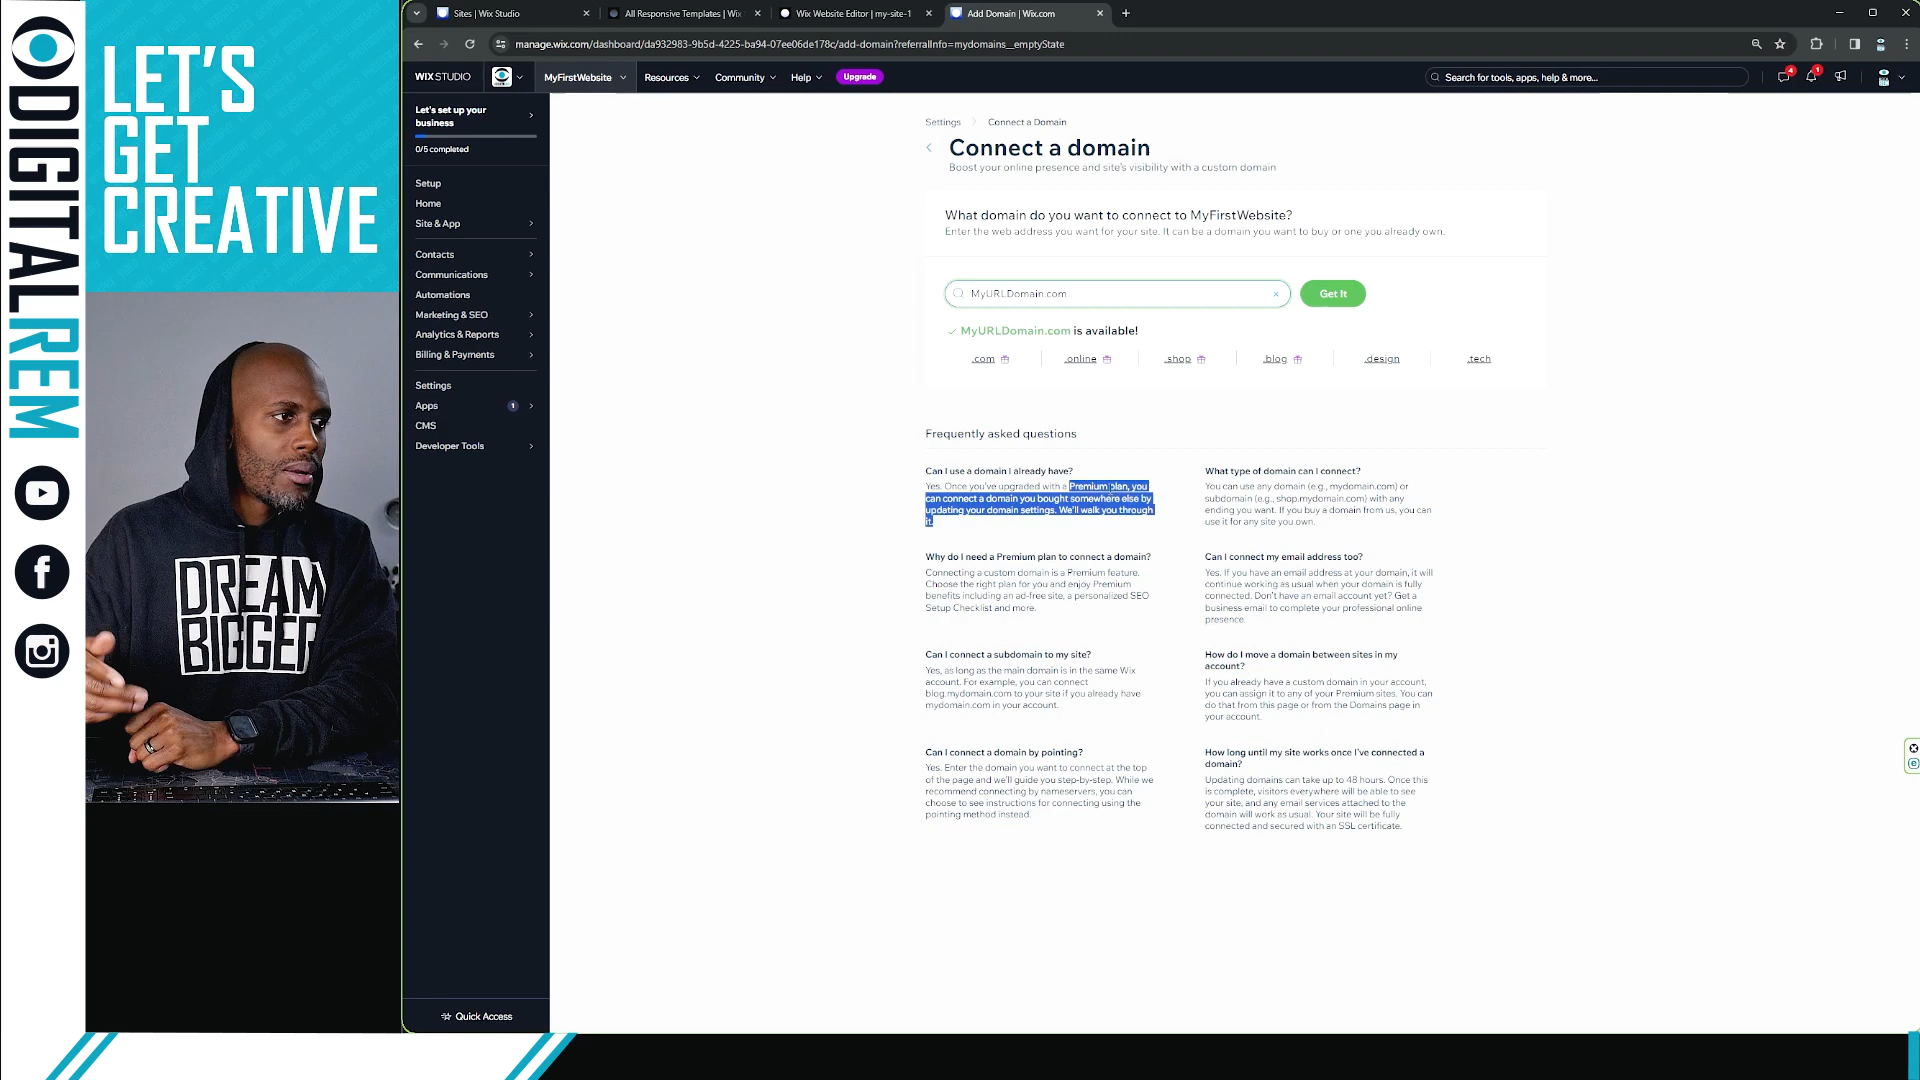 DIGITALREM
LET'S
GET
CREATIVE
DREAM
BIGGER
Sites | Wix Studio
All Responsive Templates | Wix
Wix Website Editor | my-site-1
Add Domain | Wix.com
manage.wix.com/dashboard/da932983-9b5d-4225-ba94-07ee06de178c/add-domain?referralInfo=mydomains__emptyState
WIX STUDIO
MyFirstWebsite
Resources
Community
Help
Upgrade
Search for tools, apps, help & more...
4
1
Let's set up your
business
0/5 completed
Setup
Home
Site & App
Contacts
Communications
Automations
Marketing & SEO
Analytics & Reports
Billing & Payments
Settings
Apps
1
CMS
Developer Tools
Quick Access
Settings
Connect a Domain
Connect a domain
Boost your online presence and site's visibility with a custom domain
What domain do you want to connect to MyFirstWebsite?
Enter the web address you want for your site. It can be a domain you want to buy or one you already own.
MyURLDomain.com
Get It
MyURLDomain.com is available!
.com
.online
.shop
.blog
.design
.tech
Frequently asked questions
Can I use a domain I already have?
Yes. Once you've upgraded with a Premium plan, you
can connect a domain you bought somewhere else by
updating your domain settings. We'll walk you through
it.
What type of domain can I connect?
You can use any domain (e.g., mydomain.com) or
subdomain (e.g., shop.mydomain.com) with any
ending you want. If you buy a domain from us, you can
use it for any site you own.
Why do I need a Premium plan to connect a domain?
Connecting a custom domain is a Premium feature.
Choose the right plan for you and enjoy Premium
benefits including an ad-free site, a personalized SEO
Setup Checklist and more.
Can I connect my email address too?
Yes. If you have an email address at your domain, it will
continue working as usual when your domain is fully
connected. Don't have an email account yet? Get a
business email to complete your professional online
presence.
Can I connect a subdomain to my site?
Yes, as long as the main domain is in the same Wix
account. For example, you can connect
blog.mydomain.com to your site if you already have
mydomain.com in your account.
How do I move a domain between sites in my
account?
If you already have a custom domain in your account,
you can assign it to any of your Premium sites. You can
do that from this page or from the Domains page in
your account.
Can I connect a domain by pointing?
Yes. Enter the domain you want to connect at the top
of the page and we'll guide you step-by-step. While we
recommend connecting by nameservers, you can
choose to see instructions for connecting using the
pointing method instead.
How long until my site works once I've connected a
domain?
Updating domains can take up to 48 hours. Once this
is complete, visitors everywhere will be able to see
your site, and any email services attached to the
domain will work as usual. Your site will be fully
connected and secured with an SSL certificate.